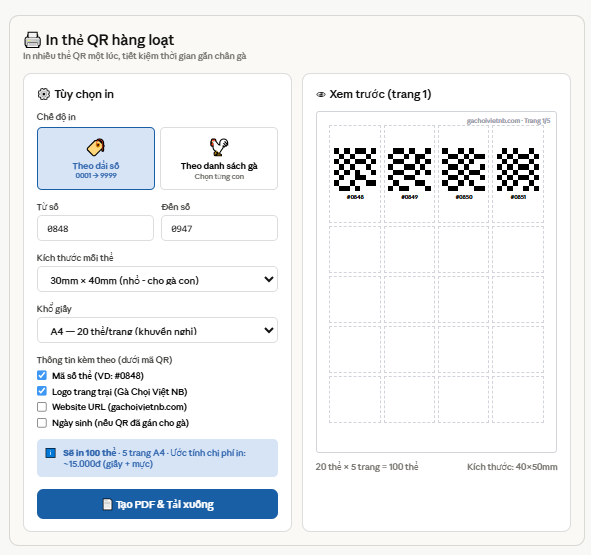 In thẻ QR hàng loạt
In nhiều thẻ QR một lúc, tiết kiệm thời gian gắn chân gà
Tùy chọn in
Chế độ in
Theo dải số
0001 → 9999
Theo danh sách gà
Chọn từng con
Từ số
Đến số
0848
0947
Kích thước mỗi thẻ
30mm × 40mm (nhỏ - cho gà con)
Khổ giấy
A4 — 20 thẻ/trang (khuyến nghị)
Thông tin kèm theo (dưới mã QR)
Mã số thẻ (VD: #0848)
Logo trang trại (Gà Chọi Việt NB)
Website URL (gachoivietnb.com)
Ngày sinh (nếu QR đã gán cho gà)
Sẽ in 100 thẻ · 5 trang A4 · Ước tính chi phí in:
~15.000đ (giấy + mực)
Tạo PDF & Tải xuống
Xem trước (trang 1)
gachoivietnb.com · Trang 1/5
#0848
#0849
#0850
#0851
20 thẻ × 5 trang = 100 thẻ
Kích thước: 40×50mm